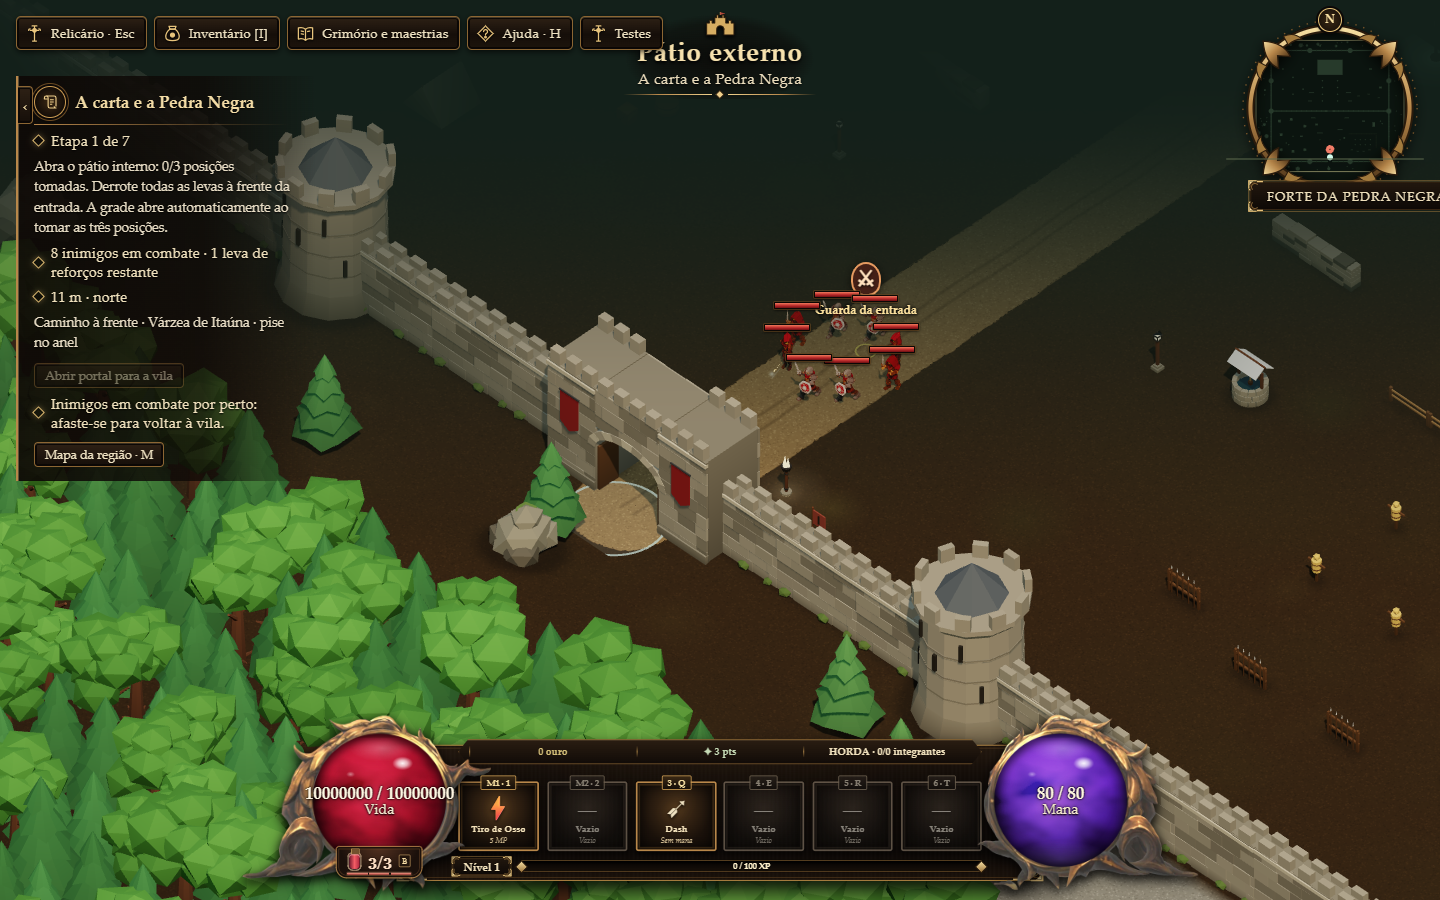 Relicário · Esc
Inventário [I]
Grimório e maestrias
Ajuda · H
Testes
Pátio externo
A carta e a Pedra Negra
N
FORTE DA PEDRA NEGRA
‹
A carta e a Pedra Negra
Etapa 1 de 7
Abra o pátio interno: 0/3 posições
tomadas. Derrote todas as levas à frente da
entrada. A grade abre automaticamente ao
tomar as três posições.
8 inimigos em combate · 1 leva de
reforços restante
11 m · norte
Caminho à frente · Várzea de Itaúna · pise
no anel
Abrir portal para a vila
Inimigos em combate por perto:
afaste-se para voltar à vila.
Mapa da região · M
Guarda da entrada
0 ouro
3 pts
HORDA · 0/0 integrantes
10000000 / 10000000
Vida
3/3
B
M1 · 1
Tiro de Osso
5 MP
M2 · 2
Vazio
Vazio
3 · Q
Dash
Sem mana
4 · E
Vazio
Vazio
5 · R
Vazio
Vazio
6 · T
Vazio
Vazio
80 / 80
Mana
Nível 1
0 / 100 XP